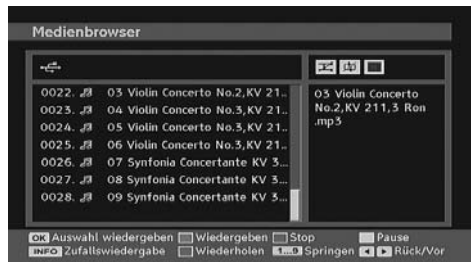 Medienbrowser
0022. 03 Violin Concerto No.2,KV 21..
0023. 04 Violin Concerto No.3,KV 21..
0024. 05 Violin Concerto No.3,KV 21..
0025. 06 Violin Concerto No.3,KV 21..
0026. 07 Synfonia Concertante KV 3...
0027. 08 Synfonia Concertante KV 3...
0028. 09 Synfonia Concertante KV 3...
03 Violin Concerto
No.2,KV 211,3 Ron
.mp3
OK Auswahl wiedergeben Wiedergeben Stop Pause
INFO Zufallswiedergabe Wiederholen 1...9 Springen Rück/Vor